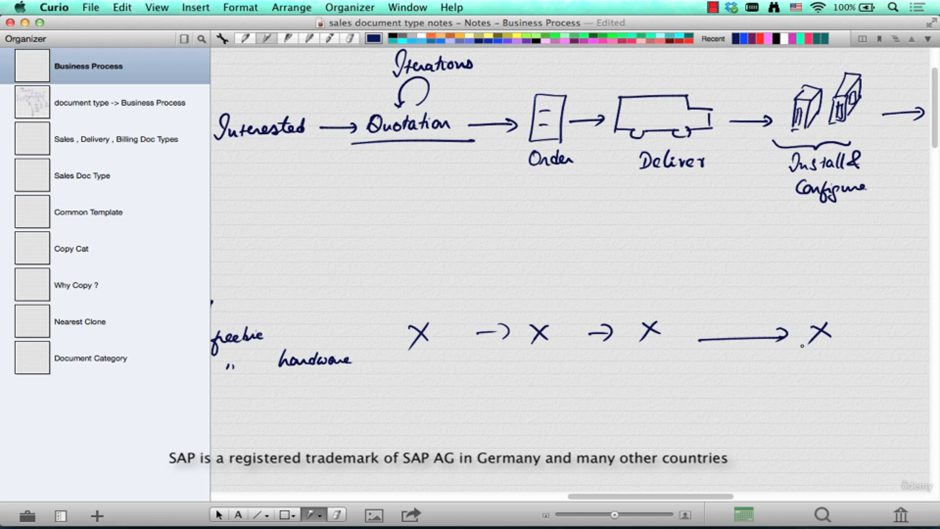 Curio File Edit View Insert Format Arrange Organizer Window Help 100%
sales document type notes - Notes - Business Process — Edited
Organizer Recent
Business Process
document type -> Business Process
Sales , Delivery , Billing Doc Types
Sales Doc Type
Common Template
Copy Cat
Why Copy ?
Nearest Clone
Document Category
Iterations
Interested → Quotation → → → →
Order Deliver Install &
Configure
freebie X → X → X → X
" hardware
SAP is a registered trademark of SAP AG in Germany and many other countries
Udemy
A